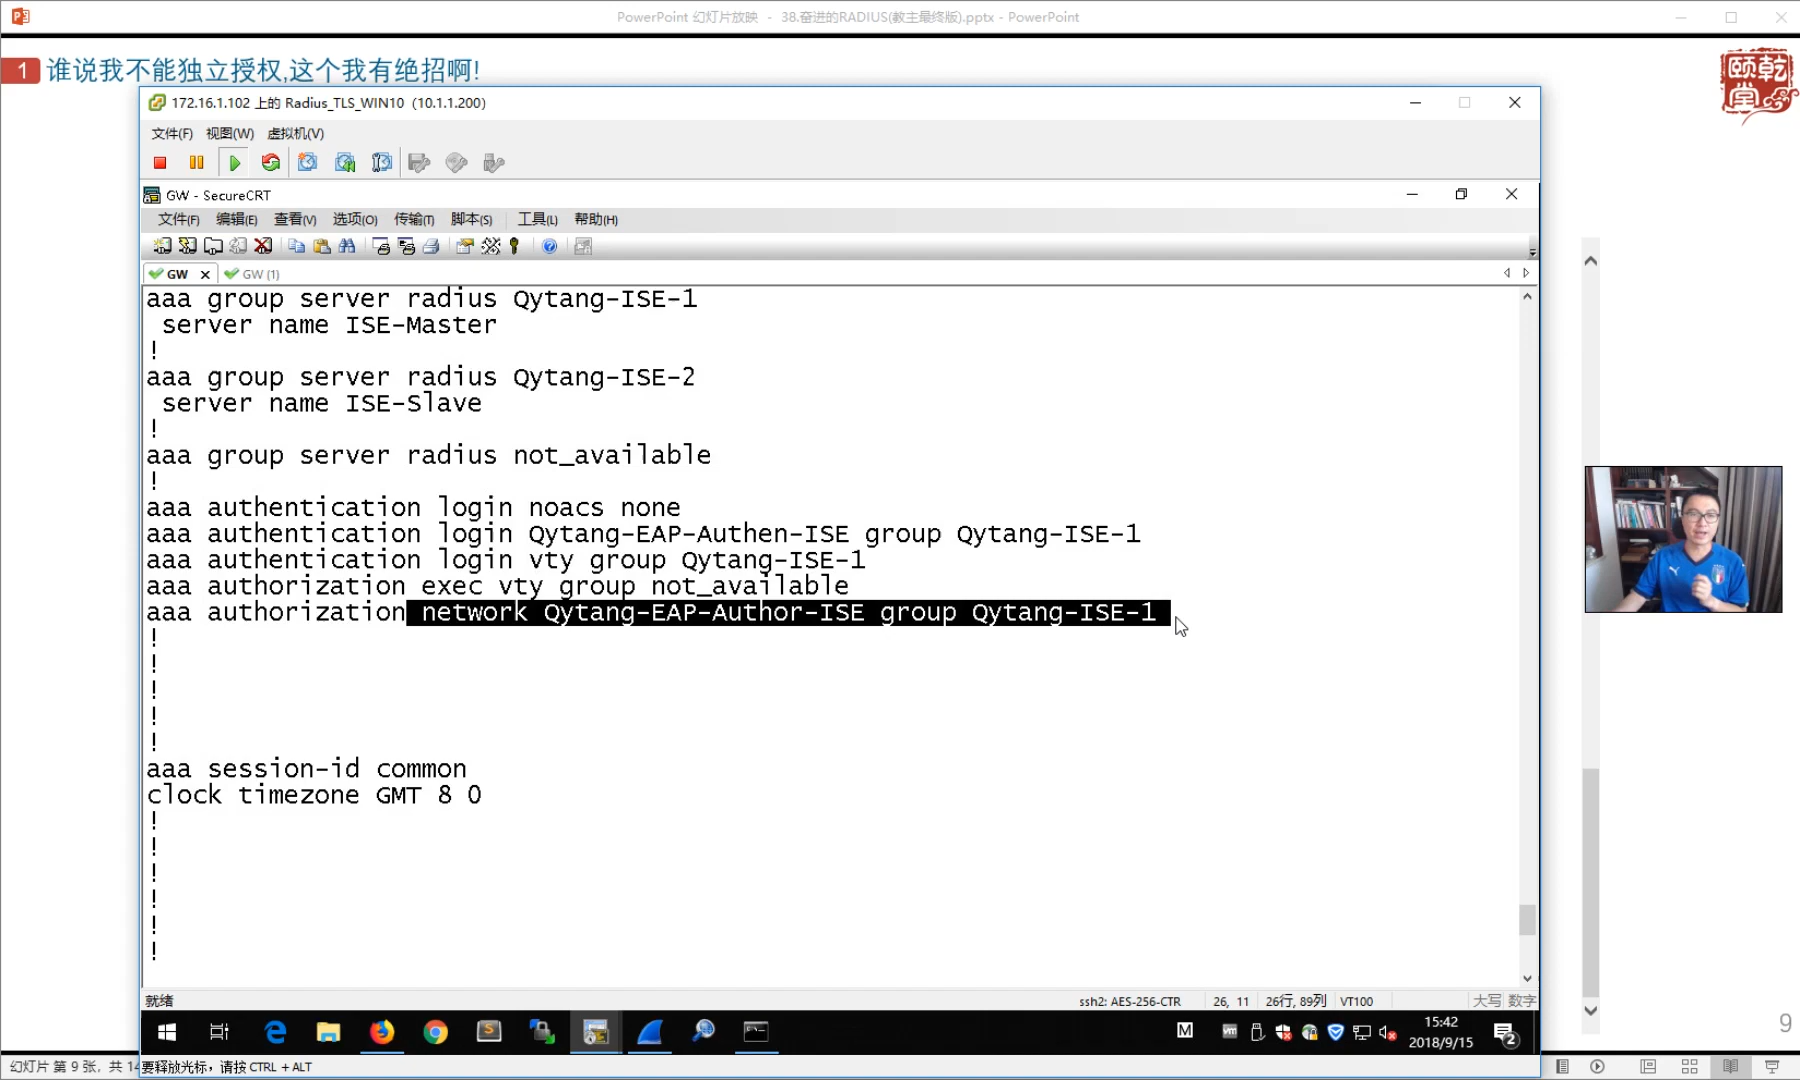 PowerPoint 幻灯片放映 - 38.奋进的RADIUS(教主最终版).pptx - PowerPoint
1 谁说我不能独立授权,这个我有绝招啊!
颐乾堂
172.16.1.102 上的 Radius_TLS_WIN10 (10.1.1.200)
文件(F) 视图(W) 虚拟机(V)
GW - SecureCRT
文件(F) 编辑(E) 查看(V) 选项(O) 传输(T) 脚本(S) 工具(L) 帮助(H)
GW GW (1)
aaa group server radius Qytang-ISE-1
server name ISE-Master
!
aaa group server radius Qytang-ISE-2
server name ISE-Slave
!
aaa group server radius not_available
!
aaa authentication login noacs none
aaa authentication login Qytang-EAP-Authen-ISE group Qytang-ISE-1
aaa authentication login vty group Qytang-ISE-1
aaa authorization exec vty group not_available
aaa authorization network Qytang-EAP-Author-ISE group Qytang-ISE-1
!
!
!
!
!
aaa session-id common
clock timezone GMT 8 0
!
!
!
!
!
!
就绪 ssh2: AES-256-CTR 26, 11 26行, 89列 VT100 大写 数字
15:42
2018/9/15
2
9
幻灯片 第 9 张，共 14
要释放光标，请按 CTRL + ALT